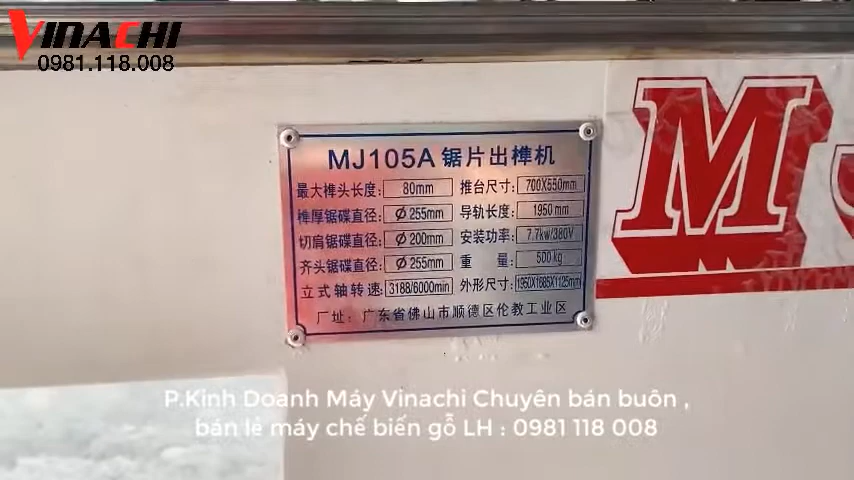 VINACHI
0981.118.008
MJ105A 锯片出榫机
最大榫头长度: 80mm 推台尺寸: 700X550mm
榫厚锯碟直径: Ø255mm 导轨长度: 1950mm
切肩锯碟直径: Ø200mm 安装功率: 7.7kw/380V
齐头锯碟直径: Ø255mm 重 量: 500kg
立式轴转速: 3188/6000min 外形尺寸: 1950X1885X1125mm
厂址: 广东省佛山市顺德区伦教工业区
M
P.Kinh Doanh Máy Vinachi Chuyên bán buôn ,
bán lẻ máy chế biến gỗ LH : 0981 118 008